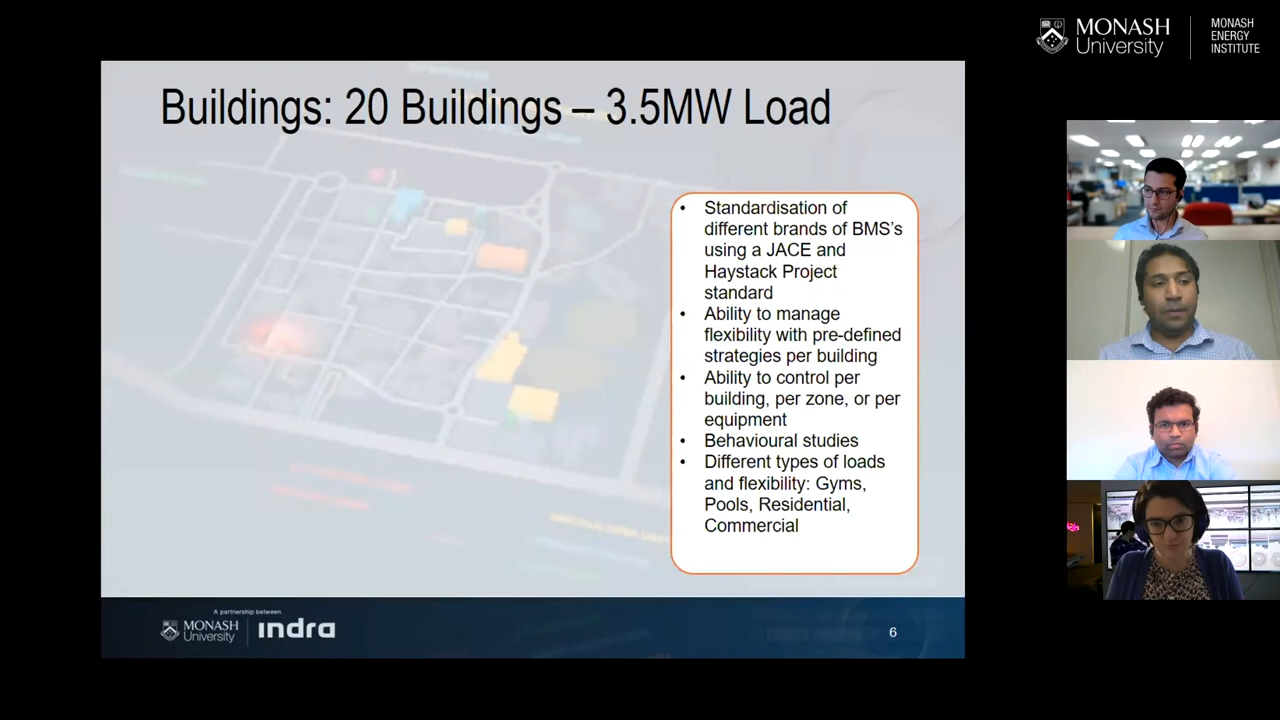 MONASH
University
MONASH
ENERGY
INSTITUTE
Buildings: 20 Buildings – 3.5MW Load
• Standardisation of
different brands of BMS's
using a JACE and
Haystack Project
standard
• Ability to manage
flexibility with pre-defined
strategies per building
• Ability to control per
building, per zone, or per
equipment
• Behavioural studies
• Different types of loads
and flexibility: Gyms,
Pools, Residential,
Commercial
A partnership between
MONASH
University
indra
6